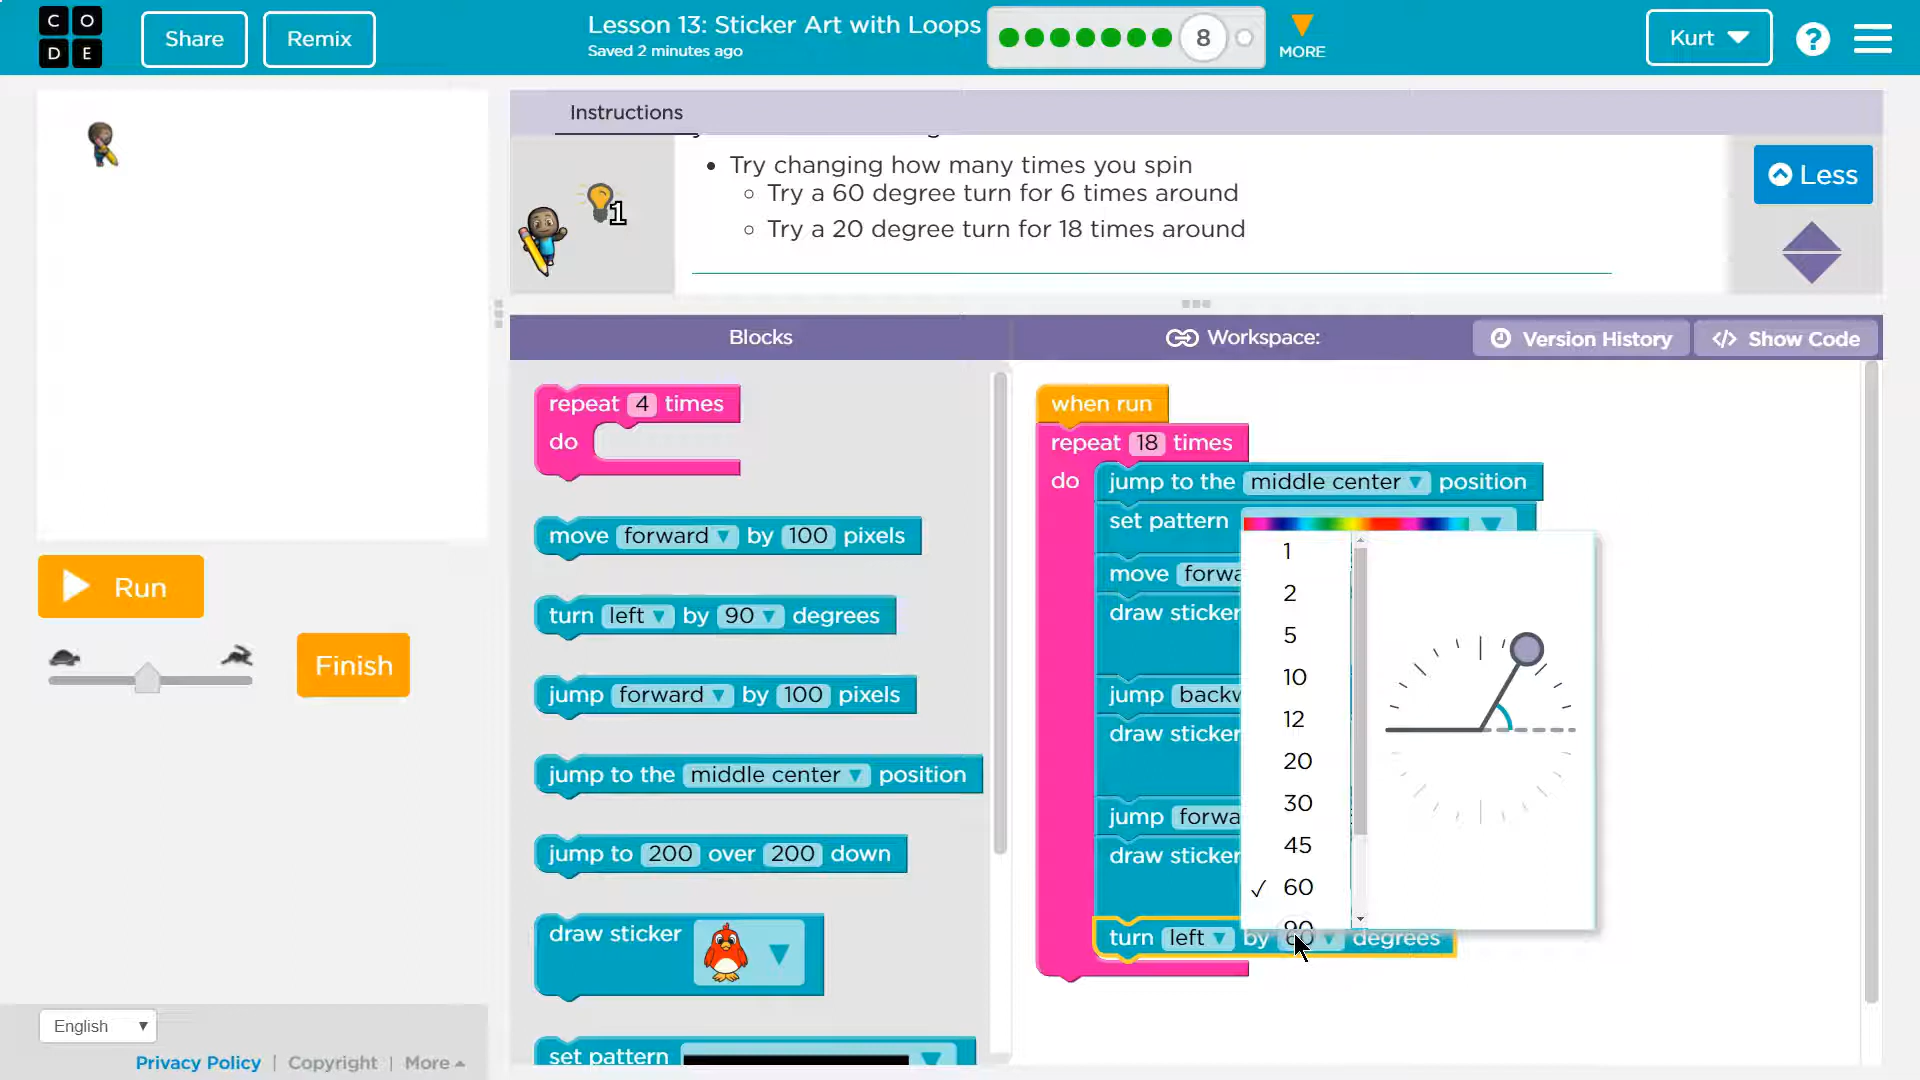 C O
D E
Share
Remix
Lesson 13: Sticker Art with Loops
Saved 2 minutes ago
8
MORE
Kurt
?
Instructions
1
Try changing how many times you spin
Try a 60 degree turn for 6 times around
Try a 20 degree turn for 18 times around
Less
Blocks
Workspace:
Version History
</> Show Code
Run
Finish
repeat 4 times
do
move forward by 100 pixels
turn left by 90 degrees
jump forward by 100 pixels
jump to the middle center position
jump to 200 over 200 down
draw sticker
set pattern
when run
repeat 18 times
do
jump to the middle center position
set pattern
move forwa
draw sticker
jump backw
draw sticker
jump forwa
draw sticker
turn left by 60 degrees
1
2
5
10
12
20
30
45
✓ 60
90
English
Privacy Policy | Copyright | More